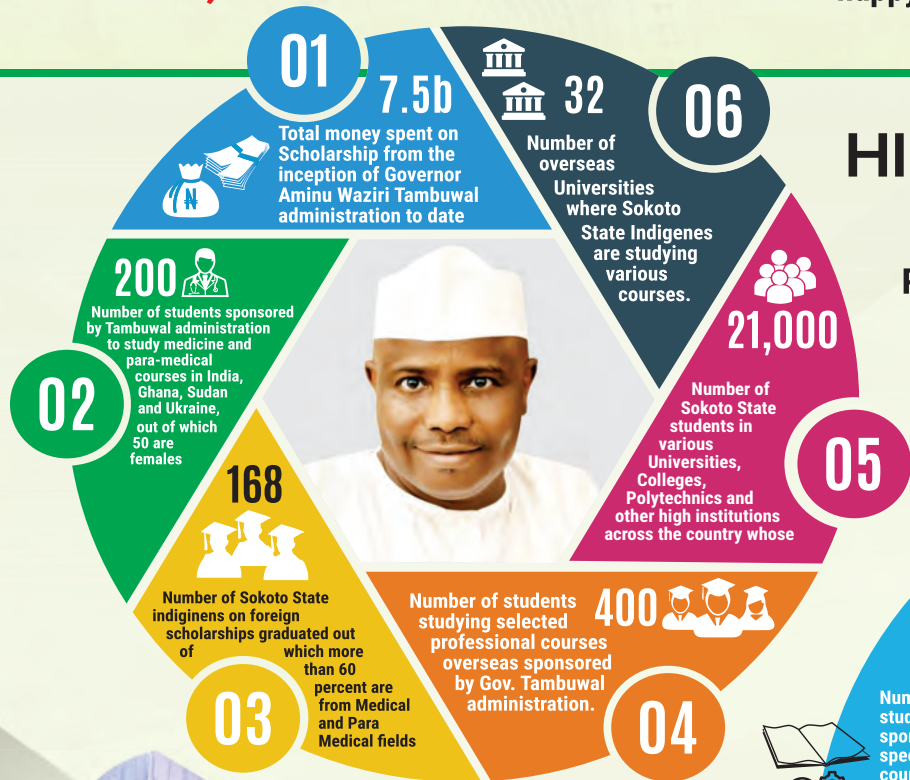 01
7.5b
Total money spent on
Scholarship from the
inception of Governor
Aminu Waziri Tambuwal
administration to date
₦
32
06
Number of
overseas
Universities
where Sokoto
State Indigenes
are studying
various
courses.
HI
200
Number of students sponsored
by Tambuwal administration
to study medicine and
para-medical
courses in India,
Ghana, Sudan
and Ukraine,
out of which
50 are
females
02
21,000
Number of
Sokoto State
students in
various
Universities,
Colleges,
Polytechnics and
other high institutions
across the country whose
05
168
Number of Sokoto State
indiginens on foreign
scholarships graduated out
of which more
than 60
percent are
from Medical
and Para
Medical fields
03
Number of students
studying selected
professional courses
overseas sponsored
by Gov. Tambuwal
administration.
400
04